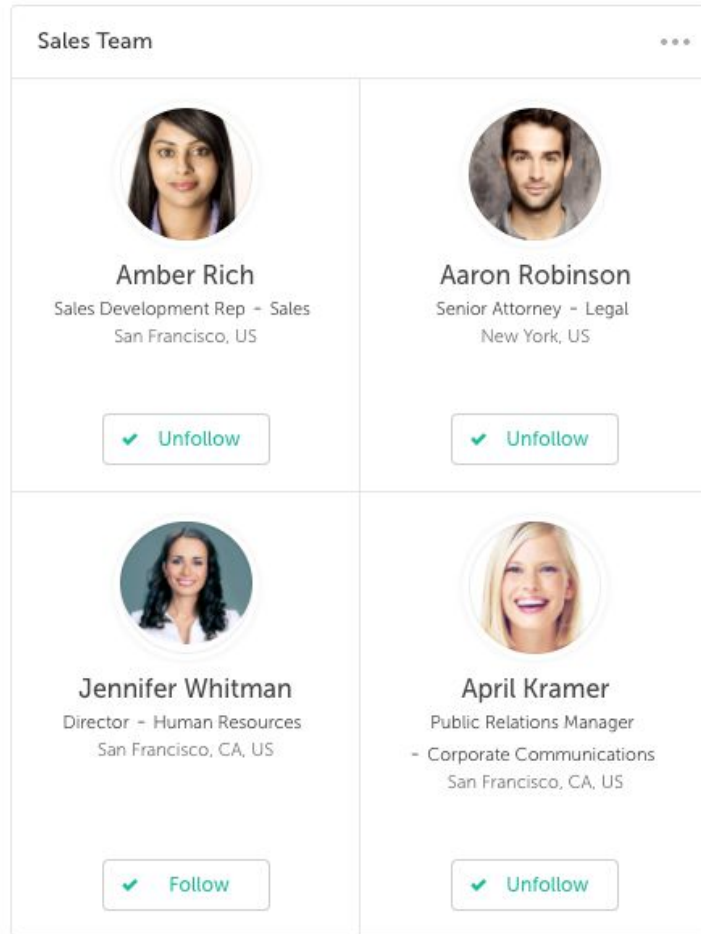 Sales Team
Amber Rich
Sales Development Rep - Sales
San Francisco, US
Unfollow
Aaron Robinson
Senior Attorney - Legal
New York, US
Unfollow
Jennifer Whitman
Director - Human Resources
San Francisco, CA, US
Follow
April Kramer
Public Relations Manager
- Corporate Communications
San Francisco, CA, US
Unfollow